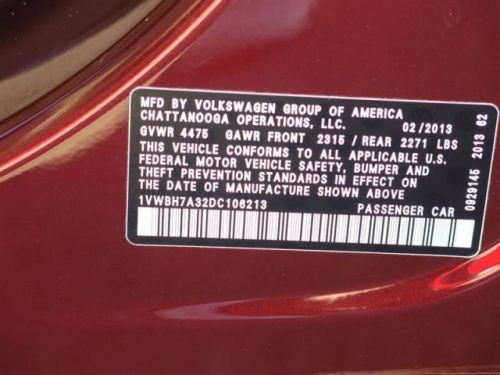 MFD BY VOLKSWAGEN GROUP OF AMERICA
CHATTANOOGA OPERATIONS, LLC. 02/2013
GVWR 4475 GAWR FRONT 2315 / REAR 2271 LBS
THIS VEHICLE CONFORMS TO ALL APPLICABLE U.S.
FEDERAL MOTOR VEHICLE SAFETY, BUMPER AND
THEFT PREVENTION STANDARDS IN EFFECT ON
THE DATE OF MANUFACTURE SHOWN ABOVE
1VWBH7A32DC106213 PASSENGER CAR
0929145 2013 62